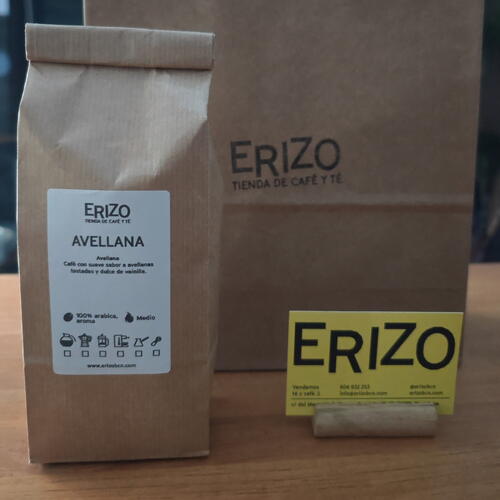 ERIZO
TIENDA DE CAFÉ Y TÉ
AVELLANA
Avellana
Café con suave sabor a avellanas
tostadas y dulce de vainilla.
100% arabica,
aroma
Medio
www.erizobcn.com
ERIZO
TIENDA DE CAFÉ Y TÉ
ERIZO
Vendemos
té y café :)
info@erizobcn.com
@erizobcn
erizobcn.com